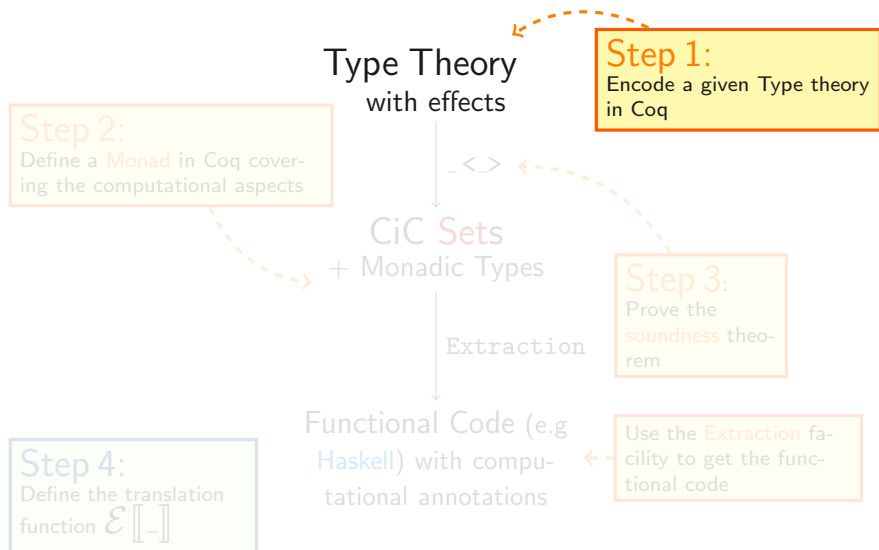 Step 1:
Encode a given Type theory
in Coq
Type Theory
with effects
Step 2:
Define a Monad in Coq cover-
ing the computational aspects
_<_>
CiC Sets
+ Monadic Types
Step 3:
Prove the
soundness theo-
rem
Extraction
Functional Code (e.g
Haskell) with compu-
tational annotations
Use the Extraction fa-
cility to get the func-
tional code
Step 4:
Define the translation
function ℰ⟦_⟧